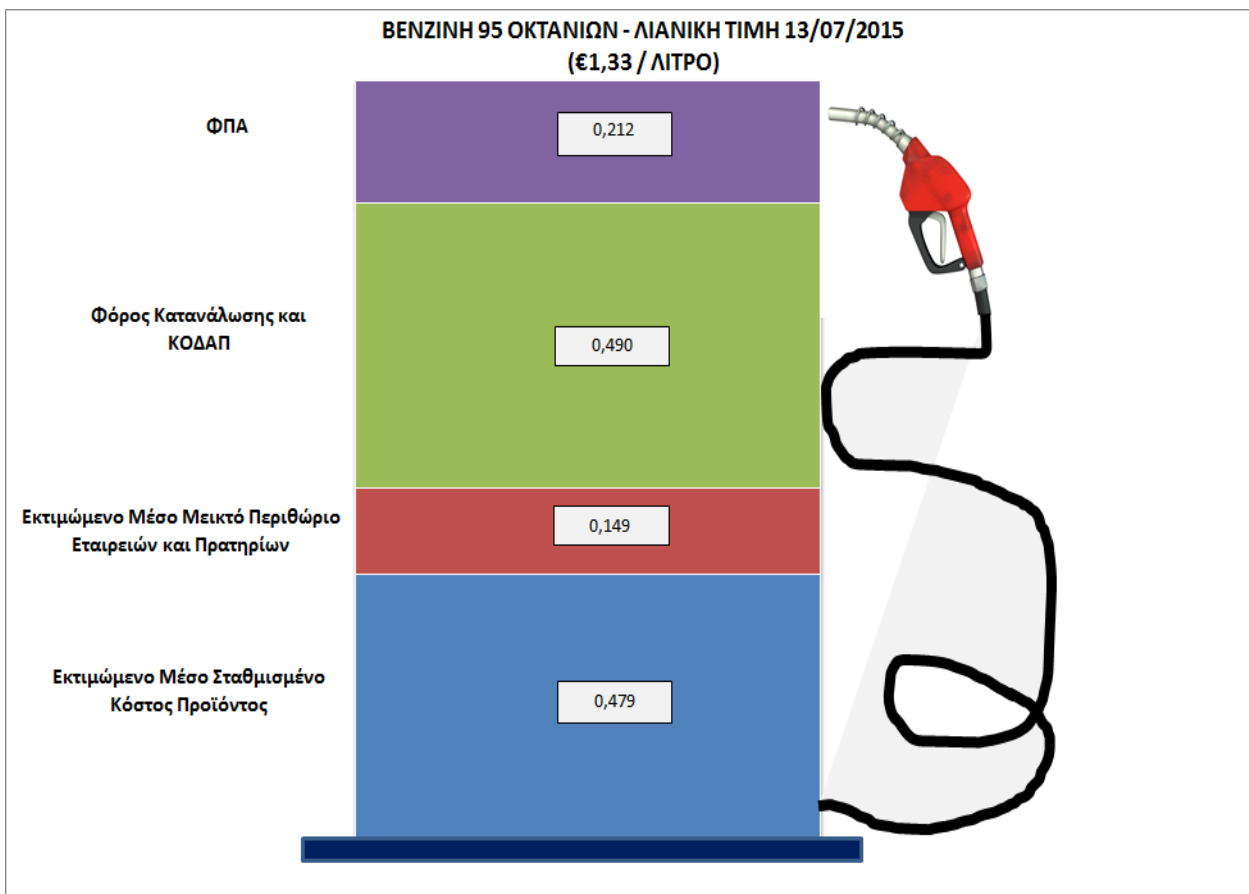 ΒΕΝΖΙΝΗ 95 ΟΚΤΑΝΙΩΝ - ΛΙΑΝΙΚΗ ΤΙΜΗ 13/07/2015
(€1,33 / ΛΙΤΡΟ)
ΦΠΑ
0,212
Φόρος Κατανάλωσης και
ΚΟΔΑΠ
0,490
Εκτιμώμενο Μέσο Μεικτό Περιθώριο
Εταιρειών και Πρατηρίων
0,149
Εκτιμώμενο Μέσο Σταθμισμένο
Κόστος Προϊόντος
0,479